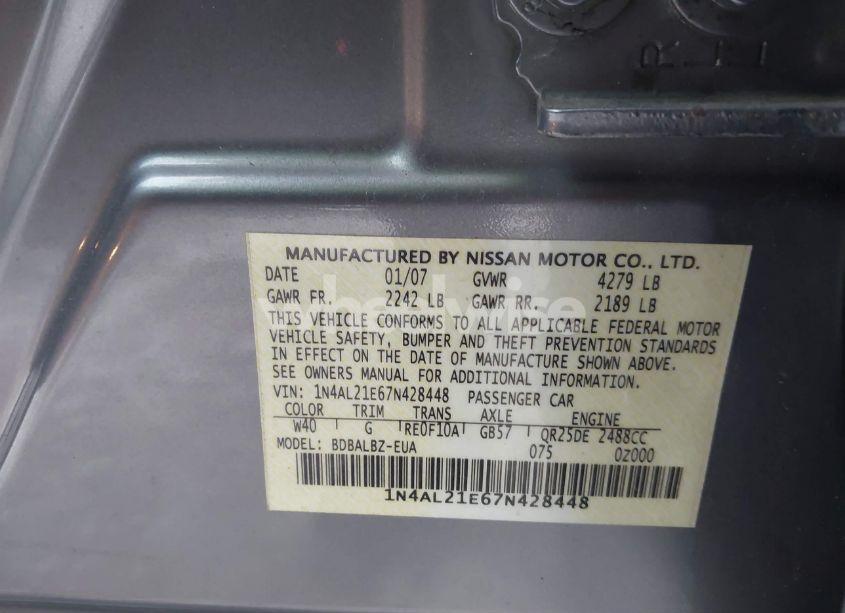 MANUFACTURED BY NISSAN MOTOR CO., LTD.
DATE 01/07 GVWR 4279 LB
GAWR FR. 2242 LB GAWR RR. 2189 LB
THIS VEHICLE CONFORMS TO ALL APPLICABLE FEDERAL MOTOR
VEHICLE SAFETY, BUMPER AND THEFT PREVENTION STANDARDS
IN EFFECT ON THE DATE OF MANUFACTURE SHOWN ABOVE.
SEE OWNERS MANUAL FOR ADDITIONAL INFORMATION.
VIN: 1N4AL21E67N428448 PASSENGER CAR
COLOR TRIM TRANS AXLE ENGINE
W40 G RE0F10A GB57 QR25DE 2488CC
MODEL: BDBALBZ-EUA 075 0Z000
1N4AL21E67N428448